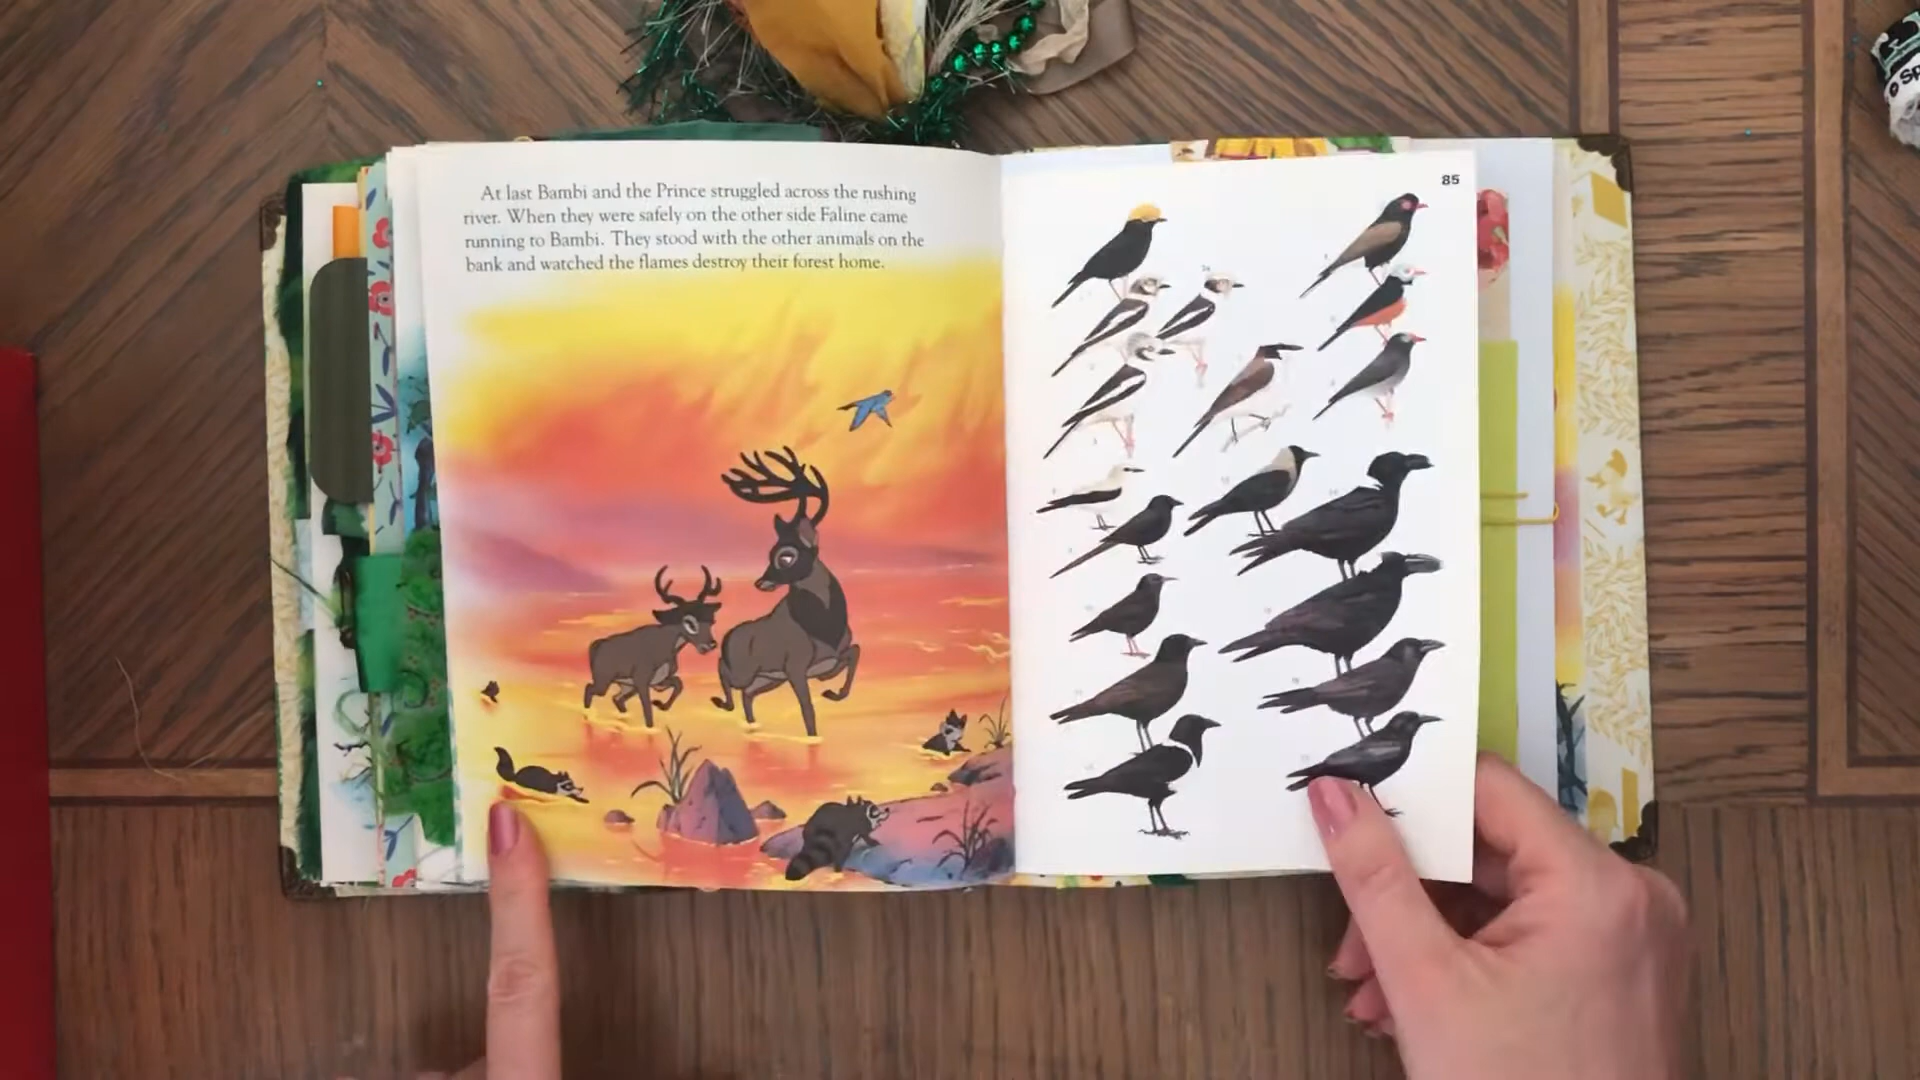 At last Bambi and the Prince struggled across the rushing
river. When they were safely on the other side Faline came
running to Bambi. They stood with the other animals on the
bank and watched the flames destroy their forest home.
85